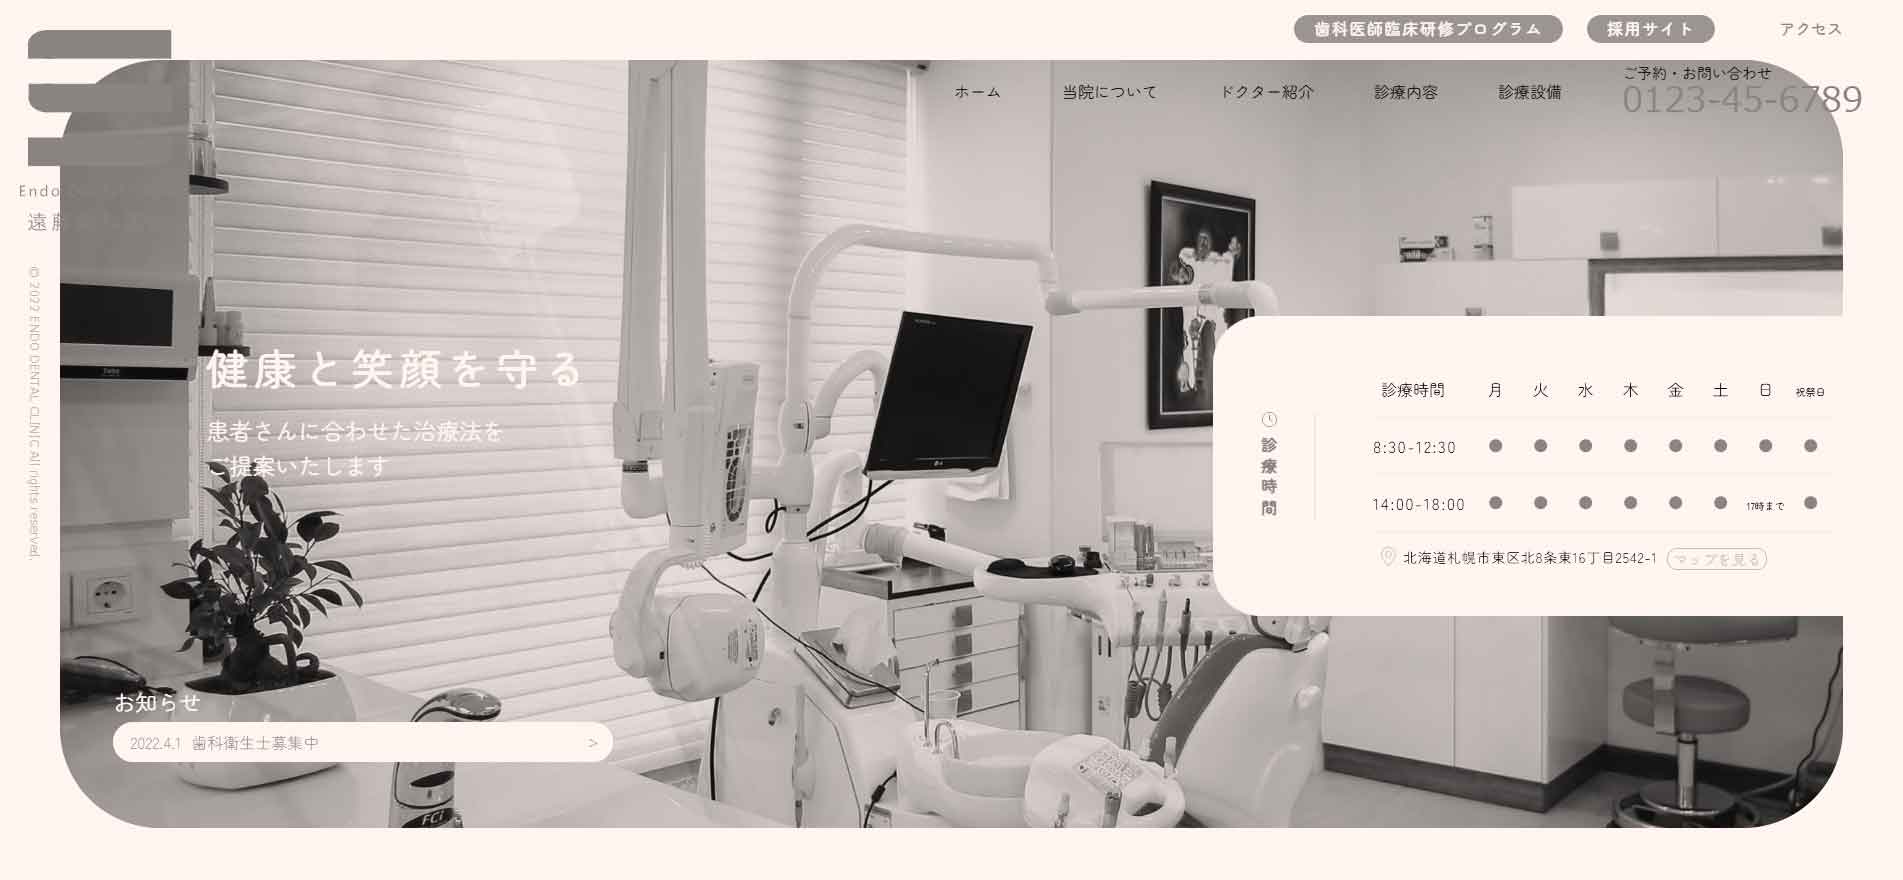 歯科医師臨床研修プログラム
採用サイト
アクセス
ホーム
当院について
ドクター紹介
診療内容
診療設備
ご予約・お問い合わせ
0123-45-6789
Endo
遠藤
© 2022 ENDO DENTAL CLINIC All rights reserved.
健康と笑顔を守る
患者さんに合わせた治療法を
ご提案いたします
診療時間
診療時間 月 火 水 木 金 土 日 祝祭日
8:30-12:30 ● ● ● ● ● ● ● ●
14:00-18:00 ● ● ● ● ● ● 17時まで ●
北海道札幌市東区北8条東16丁目2542-1 マップを見る
お知らせ
2022.4.1 歯科衛生士募集中 >
FCi